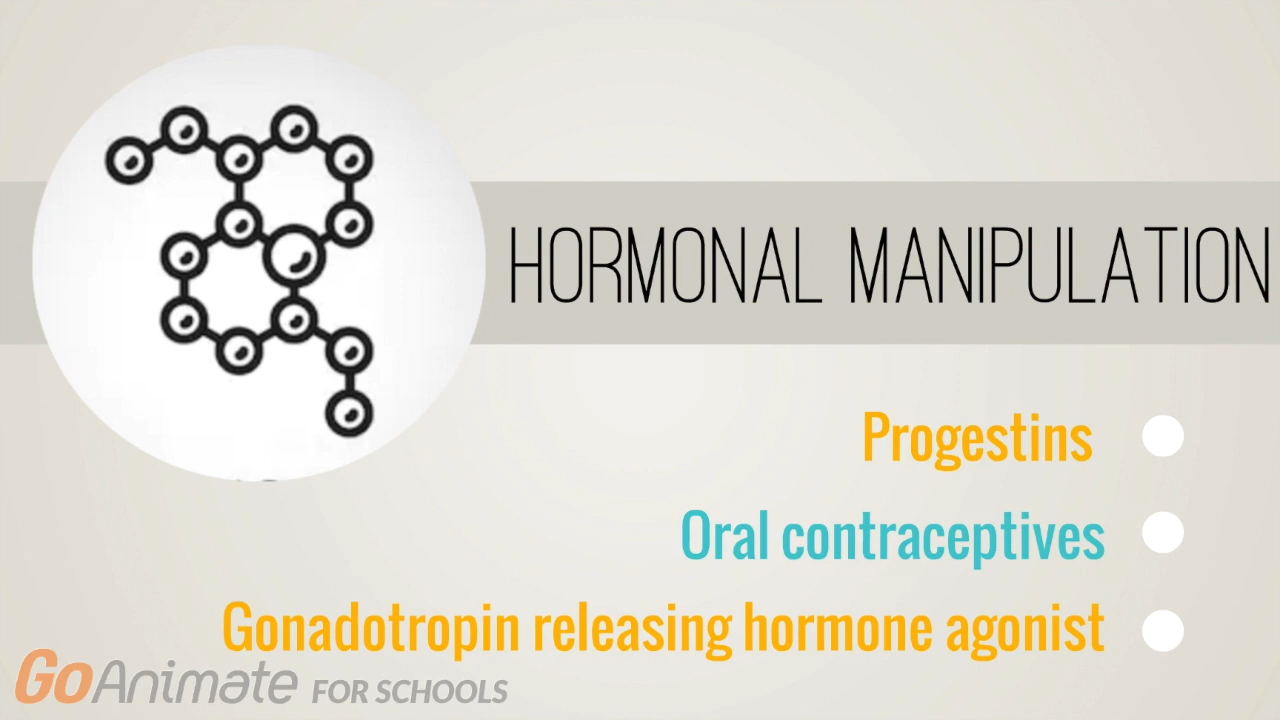 HORMONAL MANIPULATION
Progestins
Oral contraceptives
Gonadotropin releasing hormone agonist
GoAnimate FOR SCHOOLS